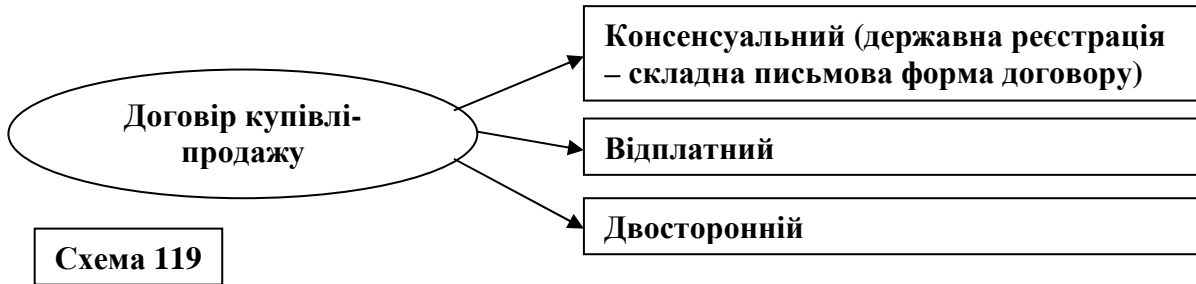 Консенсуальний (державна реєстрація
– складна письмова форма договору)
Договір купівлі-
продажу
Відплатний
Двосторонній
Схема 119